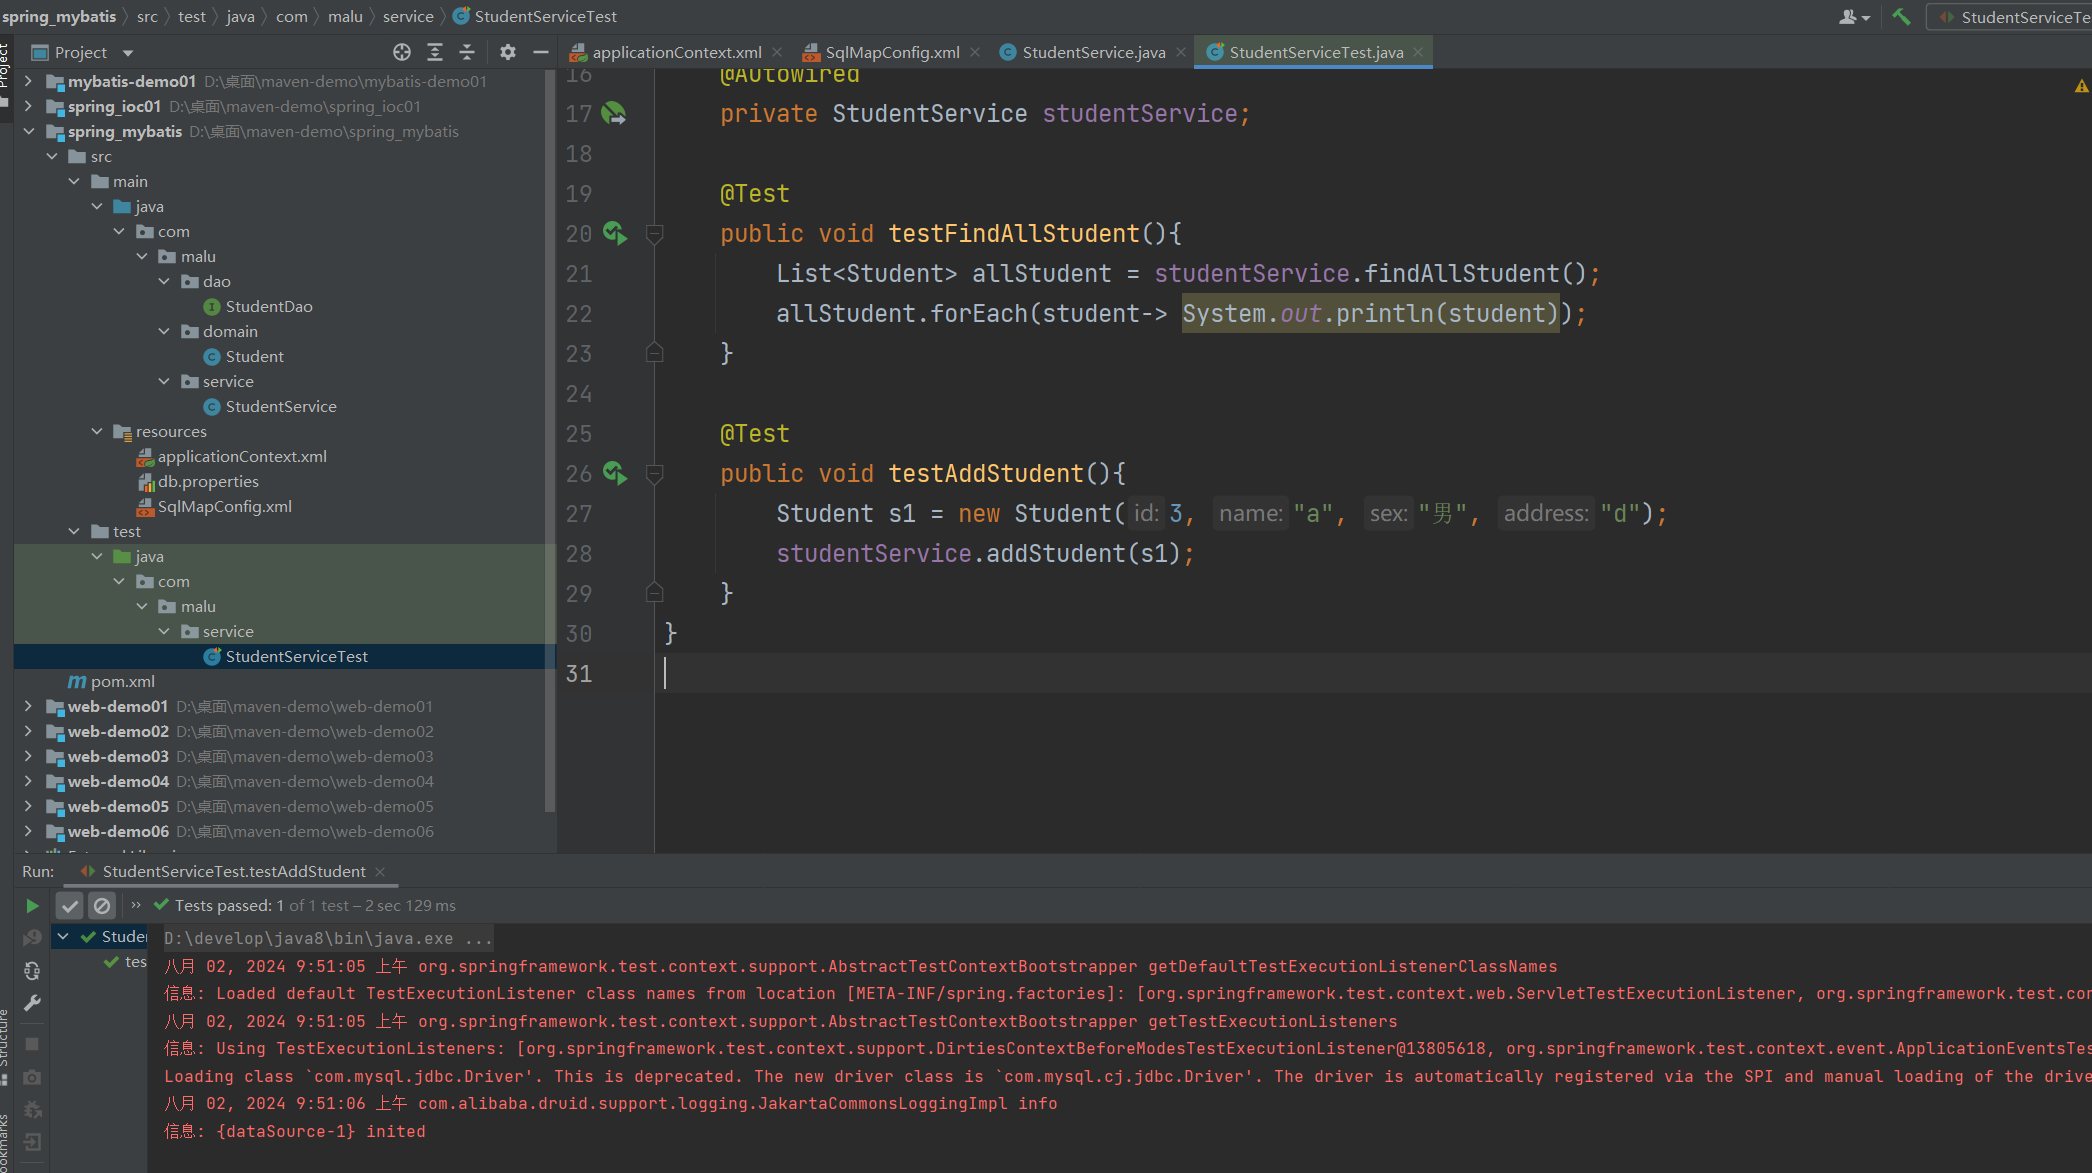 spring_mybatis src test java com malu service StudentServiceTest
StudentServiceTe
Project
Project
applicationContext.xml SqlMapConfig.xml StudentService.java StudentServiceTest.java
mybatis-demo01 D:\桌面\maven-demo\mybatis-demo01
spring_ioc01 D:\桌面\maven-demo\spring_ioc01
spring_mybatis D:\桌面\maven-demo\spring_mybatis
src
main
java
com
malu
dao
StudentDao
domain
Student
service
StudentService
resources
applicationContext.xml
db.properties
SqlMapConfig.xml
test
java
com
malu
service
StudentServiceTest
pom.xml
web-demo01 D:\桌面\maven-demo\web-demo01
web-demo02 D:\桌面\maven-demo\web-demo02
web-demo03 D:\桌面\maven-demo\web-demo03
web-demo04 D:\桌面\maven-demo\web-demo04
web-demo05 D:\桌面\maven-demo\web-demo05
web-demo06 D:\桌面\maven-demo\web-demo06
16 @Autowired
17 private StudentService studentService;
18
19 @Test
20 public void testFindAllStudent(){
21 List<Student> allStudent = studentService.findAllStudent();
22 allStudent.forEach(student-> System.out.println(student));
23 }
24
25 @Test
26 public void testAddStudent(){
27 Student s1 = new Student( id: 3, name: "a", sex: "男", address: "d");
28 studentService.addStudent(s1);
29 }
30 }
31
Run: StudentServiceTest.testAddStudent
Tests passed: 1 of 1 test – 2 sec 129 ms
Studen
tes
D:\develop\java8\bin\java.exe ...
八月 02, 2024 9:51:05 上午 org.springframework.test.context.support.AbstractTestContextBootstrapper getDefaultTestExecutionListenerClassNames
信息: Loaded default TestExecutionListener class names from location [META-INF/spring.factories]: [org.springframework.test.context.web.ServletTestExecutionListener, org.springframework.test.con
八月 02, 2024 9:51:05 上午 org.springframework.test.context.support.AbstractTestContextBootstrapper getTestExecutionListeners
信息: Using TestExecutionListeners: [org.springframework.test.context.support.DirtiesContextBeforeModesTestExecutionListener@13805618, org.springframework.test.context.event.ApplicationEventsTes
Loading class `com.mysql.jdbc.Driver'. This is deprecated. The new driver class is `com.mysql.cj.jdbc.Driver'. The driver is automatically registered via the SPI and manual loading of the drive
八月 02, 2024 9:51:06 上午 com.alibaba.druid.support.logging.JakartaCommonsLoggingImpl info
信息: {dataSource-1} inited
Structure
ookmarks